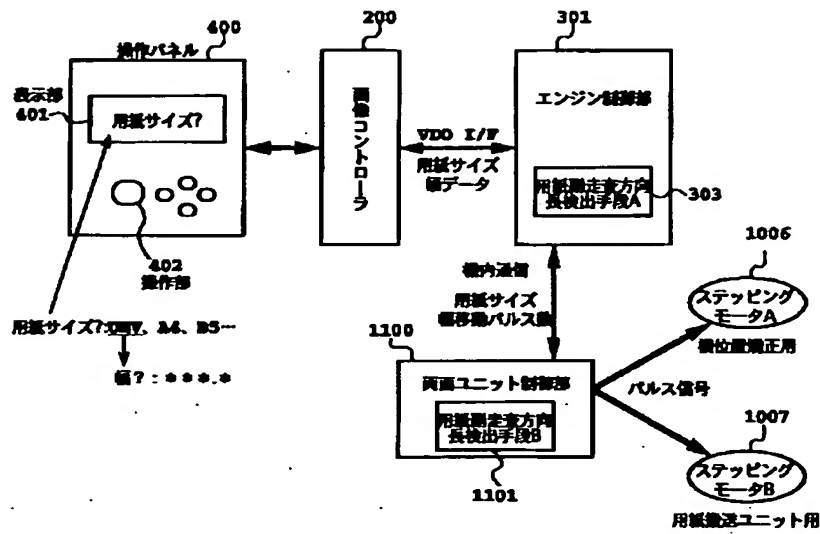 400
操作パネル
表示部
401
用紙サイズ?
402
操作部
用紙サイズ?:UNV、A4、B5…
幅?:***.*
200
画像コントローラ
VDO I/F
用紙サイズ
幅データ
301
エンジン制御部
用紙副走査方向
長検出手段A
303
機内通信
用紙サイズ
幅移動パルス数
1100
両面ユニット制御部
用紙副走査方向
長検出手段B
1101
1006
ステッピング
モータA
横位置矯正用
パルス信号
1007
ステッピング
モータB
用紙搬送ユニット用